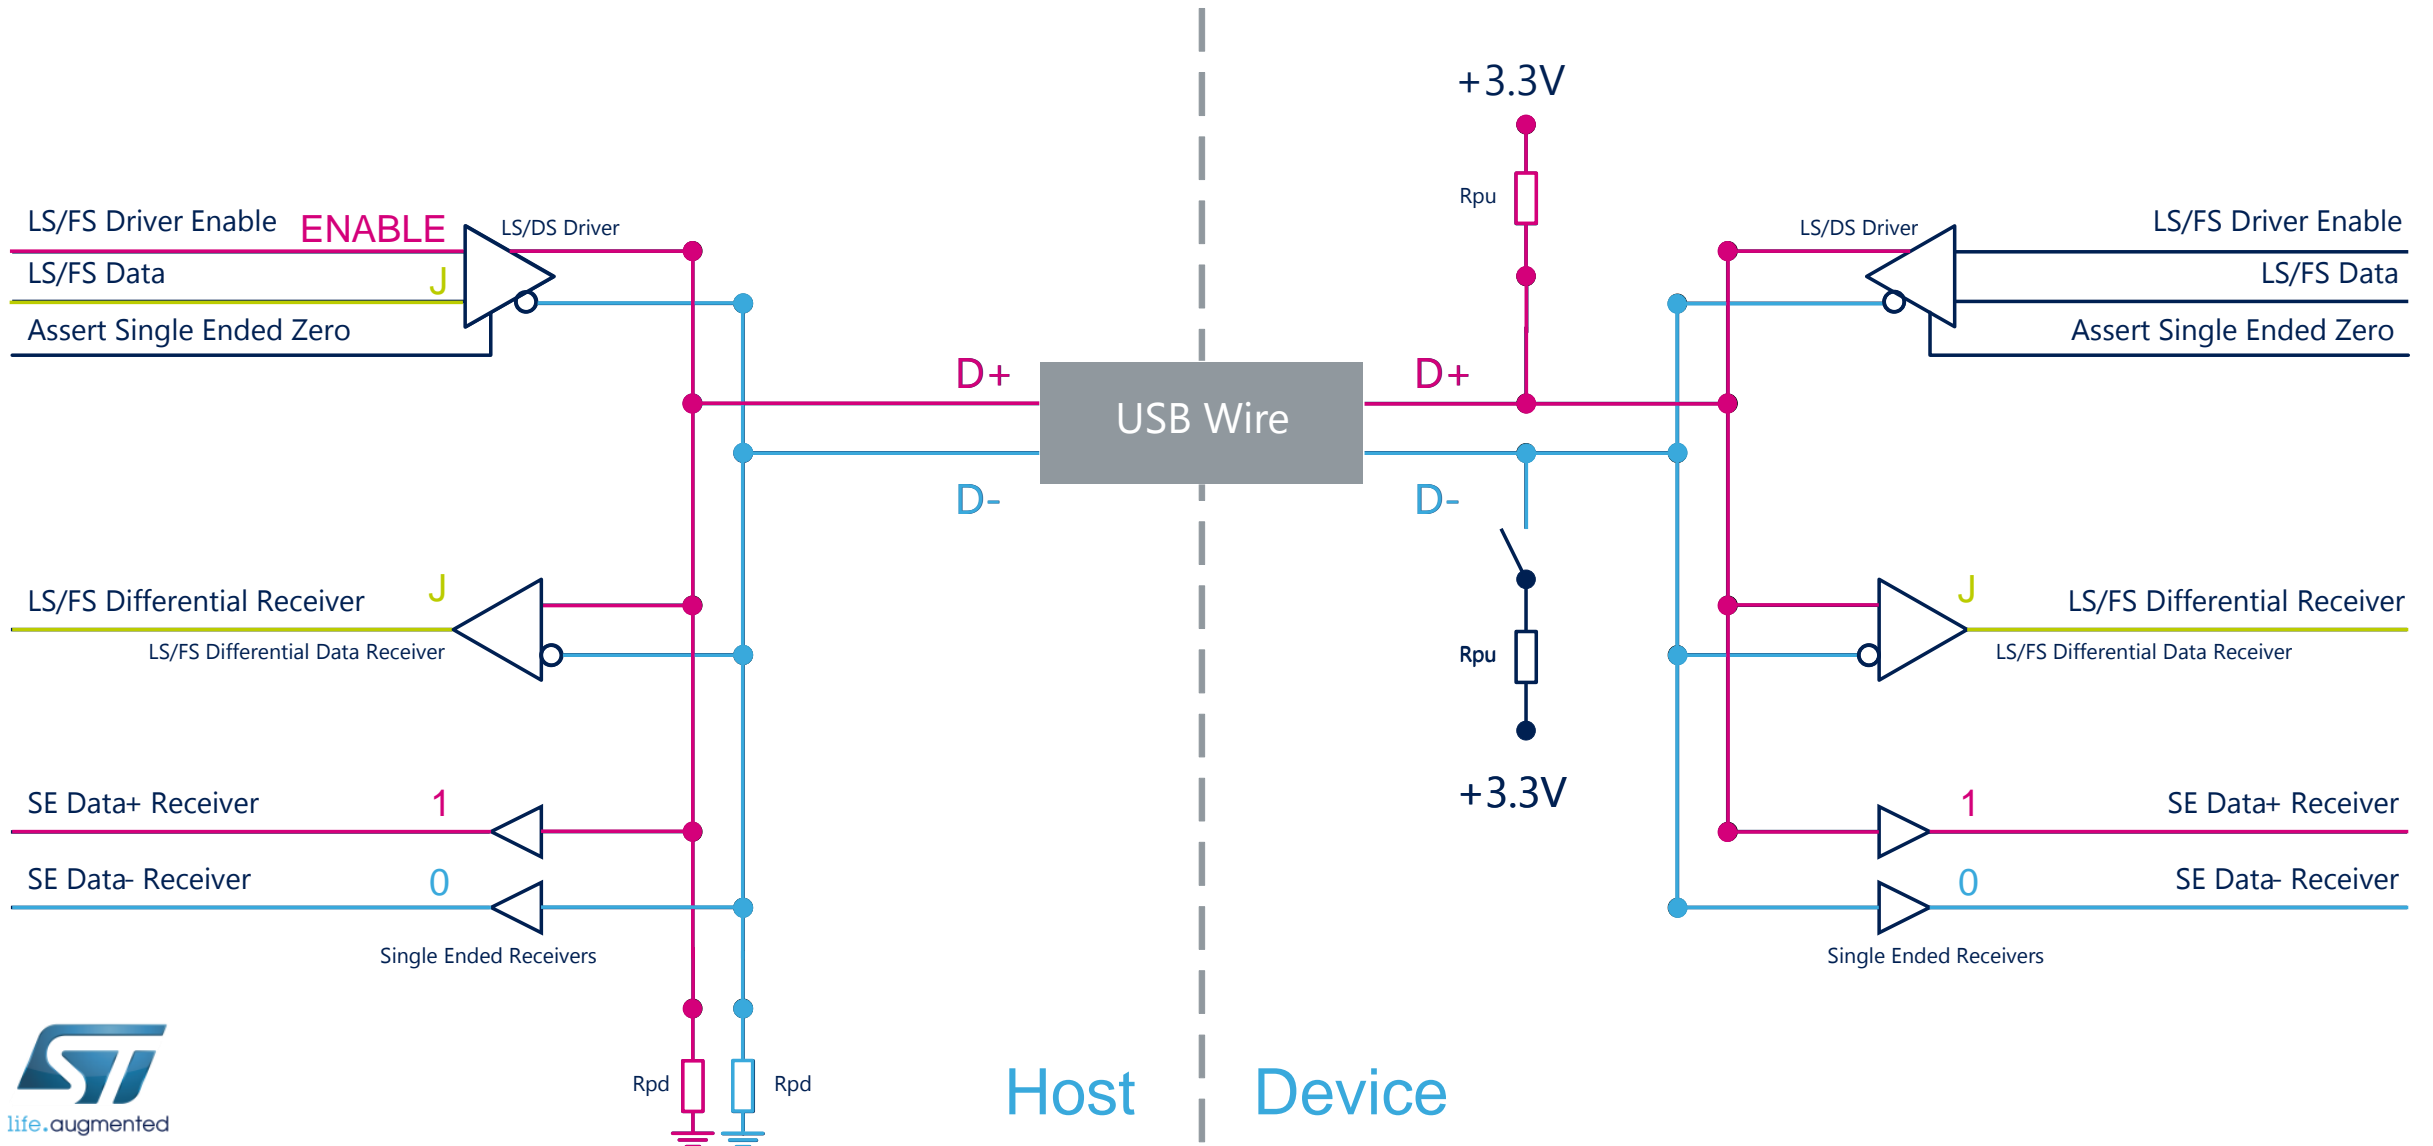 +3.3V
Rpu
LS/FS Driver Enable ENABLE LS/DS Driver
LS/FS Data J
Assert Single Ended Zero
LS/DS Driver LS/FS Driver Enable
LS/FS Data
Assert Single Ended Zero
D+ D+
USB Wire
D- D-
LS/FS Differential Receiver J
LS/FS Differential Data Receiver
Rpu
+3.3V
J LS/FS Differential Receiver
LS/FS Differential Data Receiver
SE Data+ Receiver 1
SE Data- Receiver 0
Single Ended Receivers
1 SE Data+ Receiver
0 SE Data- Receiver
Single Ended Receivers
Rpd Rpd
Host Device
ST
life.augmented